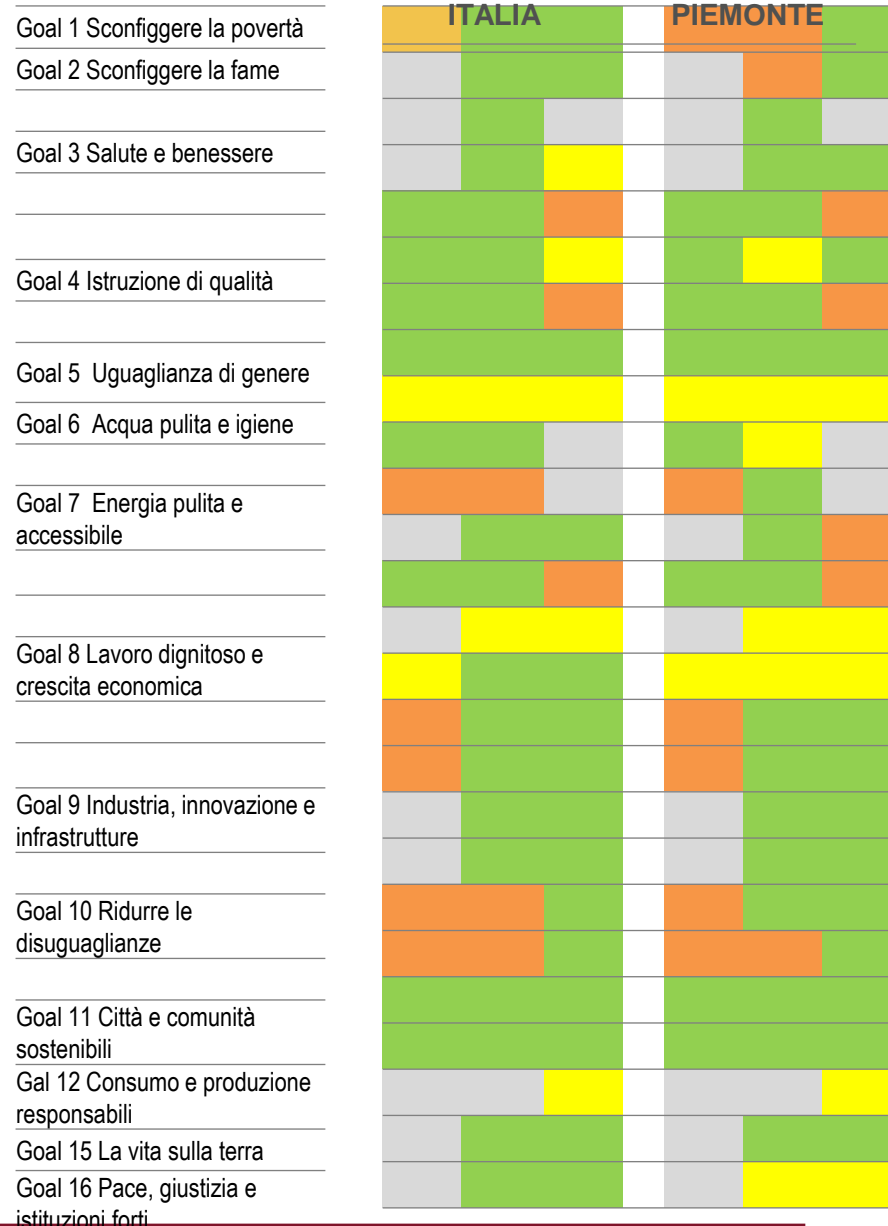 ITALIA PIEMONTE
Goal 1 Sconfiggere la povertà
Goal 2 Sconfiggere la fame
Goal 3 Salute e benessere
Goal 4 Istruzione di qualità
Goal 5 Uguaglianza di genere
Goal 6 Acqua pulita e igiene
Goal 7 Energia pulita e
accessibile
Goal 8 Lavoro dignitoso e
crescita economica
Goal 9 Industria, innovazione e
infrastrutture
Goal 10 Ridurre le
disuguaglianze
Goal 11 Città e comunità
sostenibili
Gal 12 Consumo e produzione
responsabili
Goal 15 La vita sulla terra
Goal 16 Pace, giustizia e
istituzioni forti